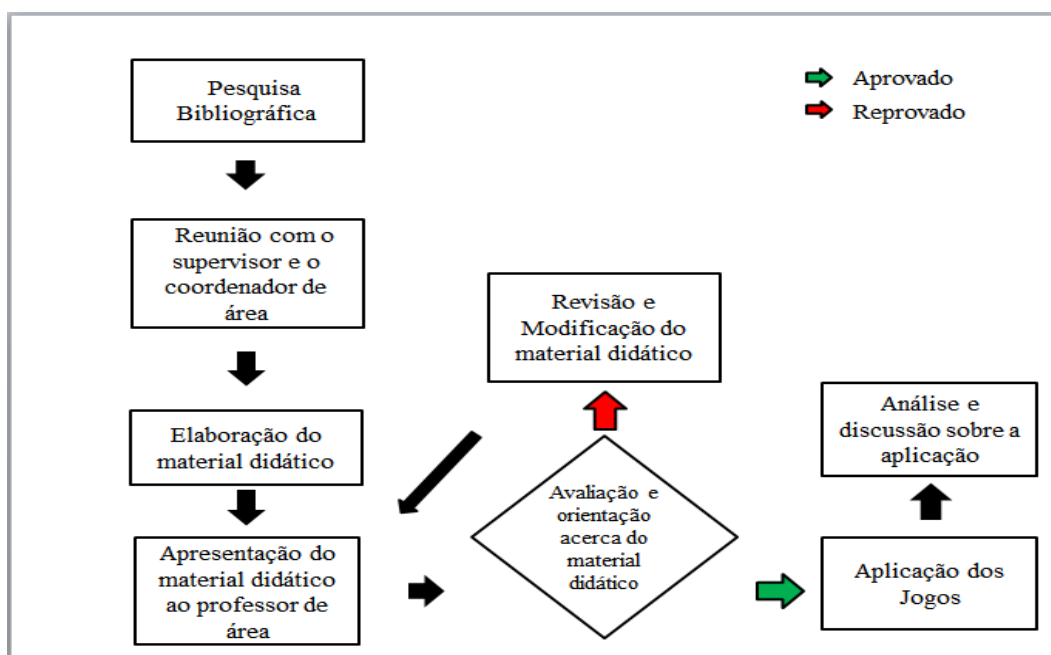 Pesquisa
Bibliográfica
Aprovado
Reprovado
Reunião com o
supervisor e o
coordenador de
área
Elaboração do
material didático
Apresentação do
material didático
ao professor de
área
Revisão e
Modificação do
material didático
Avaliação e
orientação
acerca do
material
didático
Aplicação dos
Jogos
Análise e
discussão sobre a
aplicação